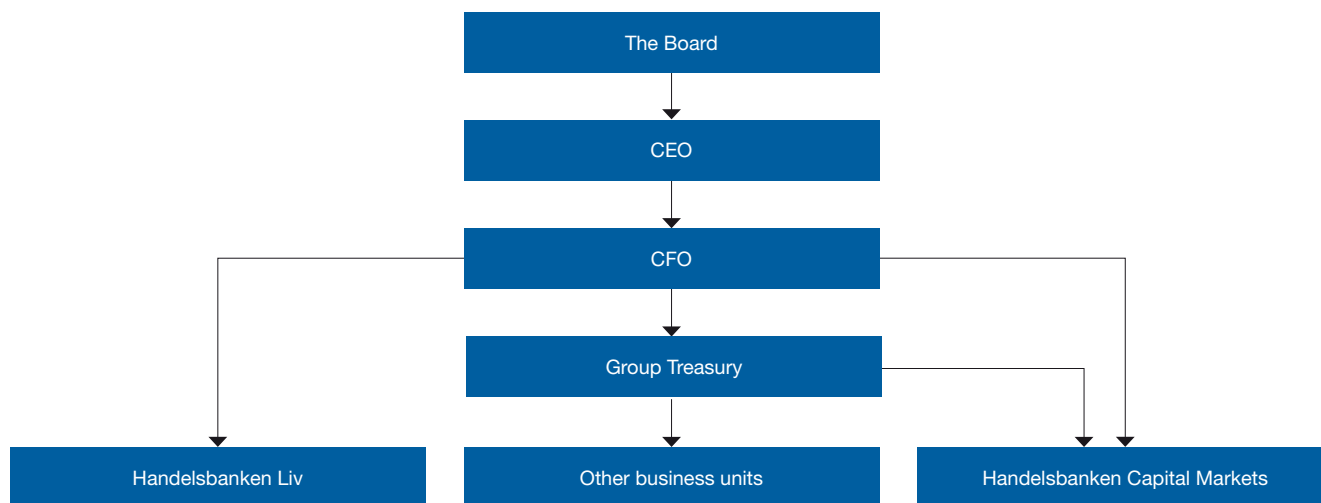 The Board
CEO
CFO
Group Treasury
Handelsbanken Liv
Other business units
Handelsbanken Capital Markets